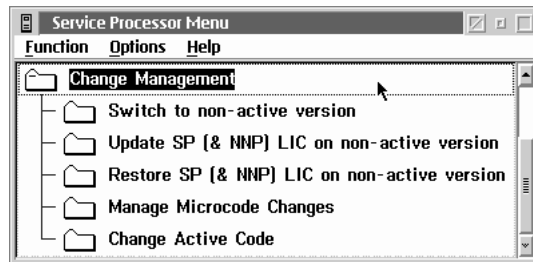 Service Processor Menu
Function Options Help
Change Management
Switch to non-active version
Update SP (& NNP) LIC on non-active version
Restore SP (& NNP) LIC on non-active version
Manage Microcode Changes
Change Active Code